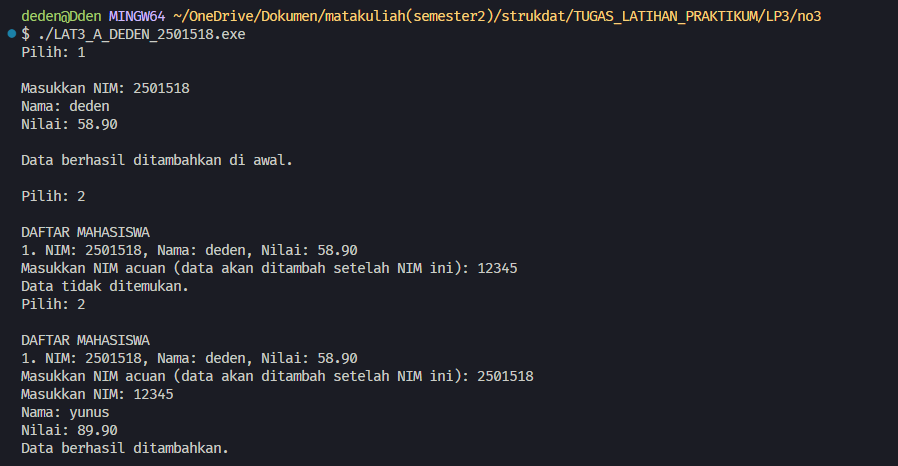 deden@Dden MINGW64 ~/OneDrive/Dokumen/matakuliah(semester2)/strukdat/TUGAS_LATIHAN_PRAKTIKUM/LP3/no3
$ ./LAT3_A_DEDEN_2501518.exe
Pilih: 1
Masukkan NIM: 2501518
Nama: deden
Nilai: 58.90
Data berhasil ditambahkan di awal.
Pilih: 2
DAFTAR MAHASISWA
1. NIM: 2501518, Nama: deden, Nilai: 58.90
Masukkan NIM acuan (data akan ditambah setelah NIM ini): 12345
Data tidak ditemukan.
Pilih: 2
DAFTAR MAHASISWA
1. NIM: 2501518, Nama: deden, Nilai: 58.90
Masukkan NIM acuan (data akan ditambah setelah NIM ini): 2501518
Masukkan NIM: 12345
Nama: yunus
Nilai: 89.90
Data berhasil ditambahkan.